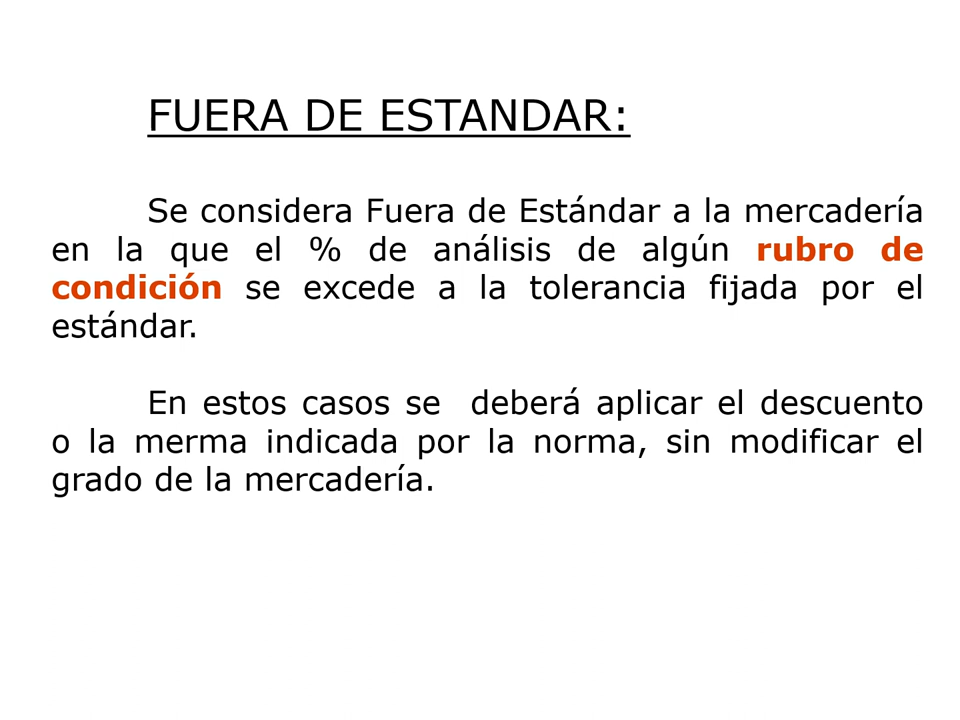 FUERA DE ESTANDAR:
Se considera Fuera de Estándar a la mercadería
en la que el % de análisis de algún rubro de
condición se excede a la tolerancia fijada por el
estándar.
En estos casos se deberá aplicar el descuento
o la merma indicada por la norma, sin modificar el
grado de la mercadería.